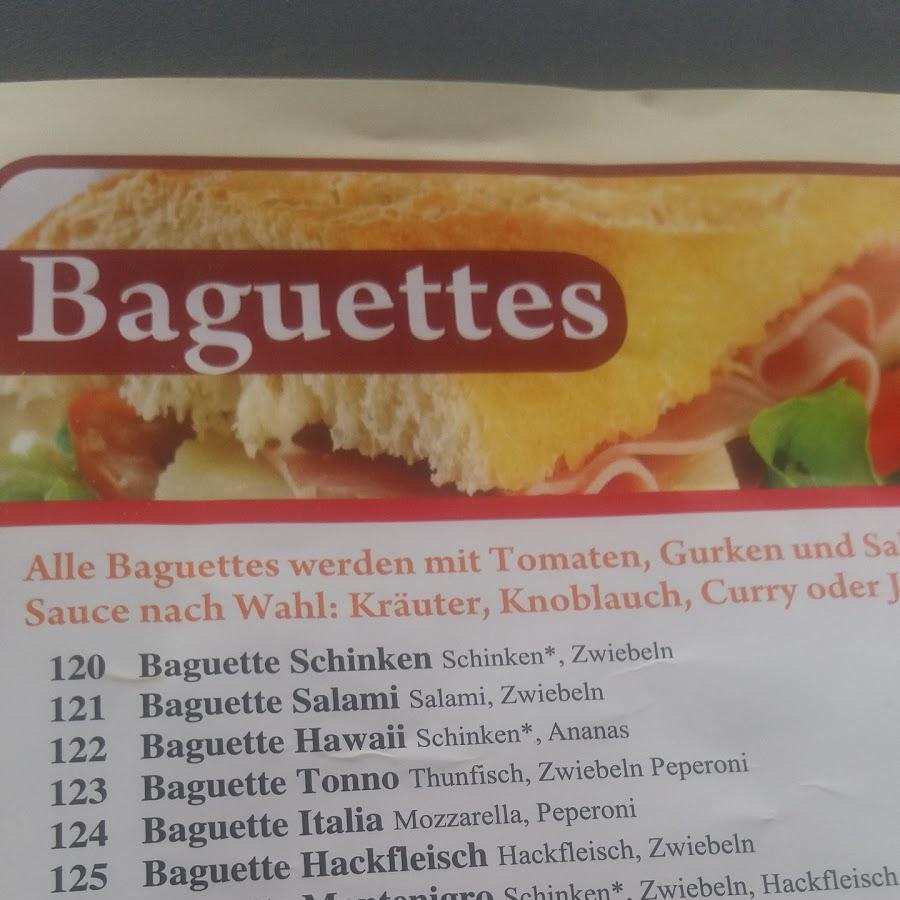 Baguettes
Alle Baguettes werden mit Tomaten, Gurken und
Sauce nach Wahl: Kräuter, Knoblauch, Curry oder
120 Baguette Schinken Schinken*, Zwiebeln
121 Baguette Salami Salami, Zwiebeln
122 Baguette Hawaii Schinken*, Ananas
123 Baguette Tonno Thunfisch, Zwiebeln Peperoni
124 Baguette Italia Mozzarella, Peperoni
125 Baguette Hackfleisch Hackfleisch, Zwiebeln
Montenigro Schinken*, Zwiebeln, Hackfleisch